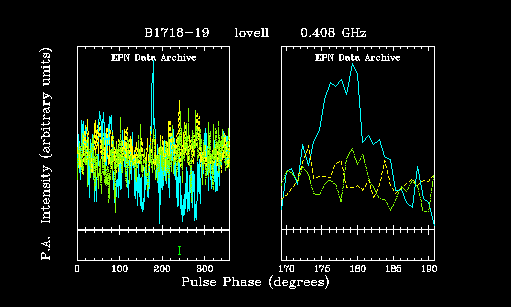 B1718-19 lovell 0.408 GHz
EPN Data Archive EPN Data Archive
P.A. Intensity (arbitrary units)
0 100 200 300 170 175 180 185 190
Pulse Phase (degrees)